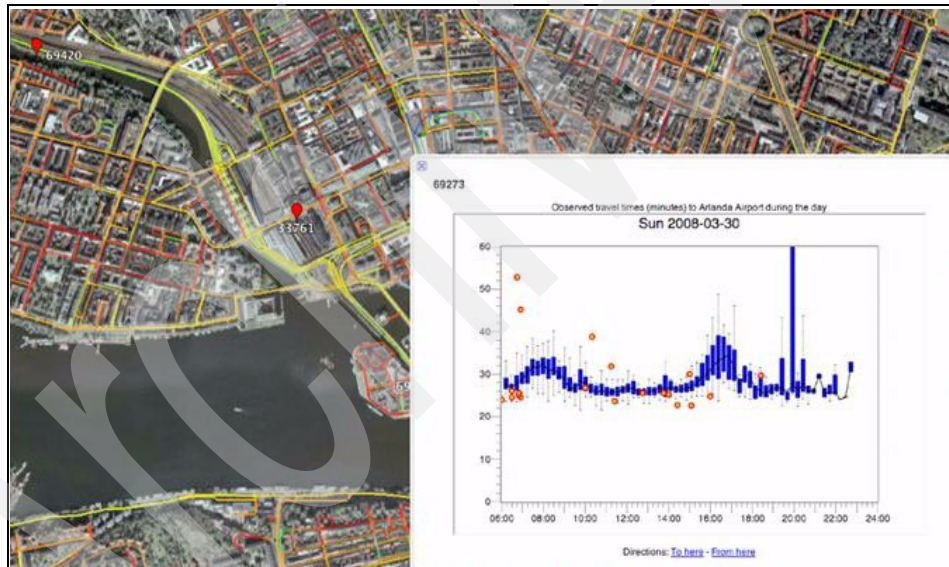 69420
33761
69273
Observed travel times (minutes) to Arlanda Airport during the day
Sun 2008-03-30
60
50
40
30
20
10
0
06:00 08:00 10:00 12:00 14:00 16:00 18:00 20:00 22:00 24:00
Directions: To here - From here